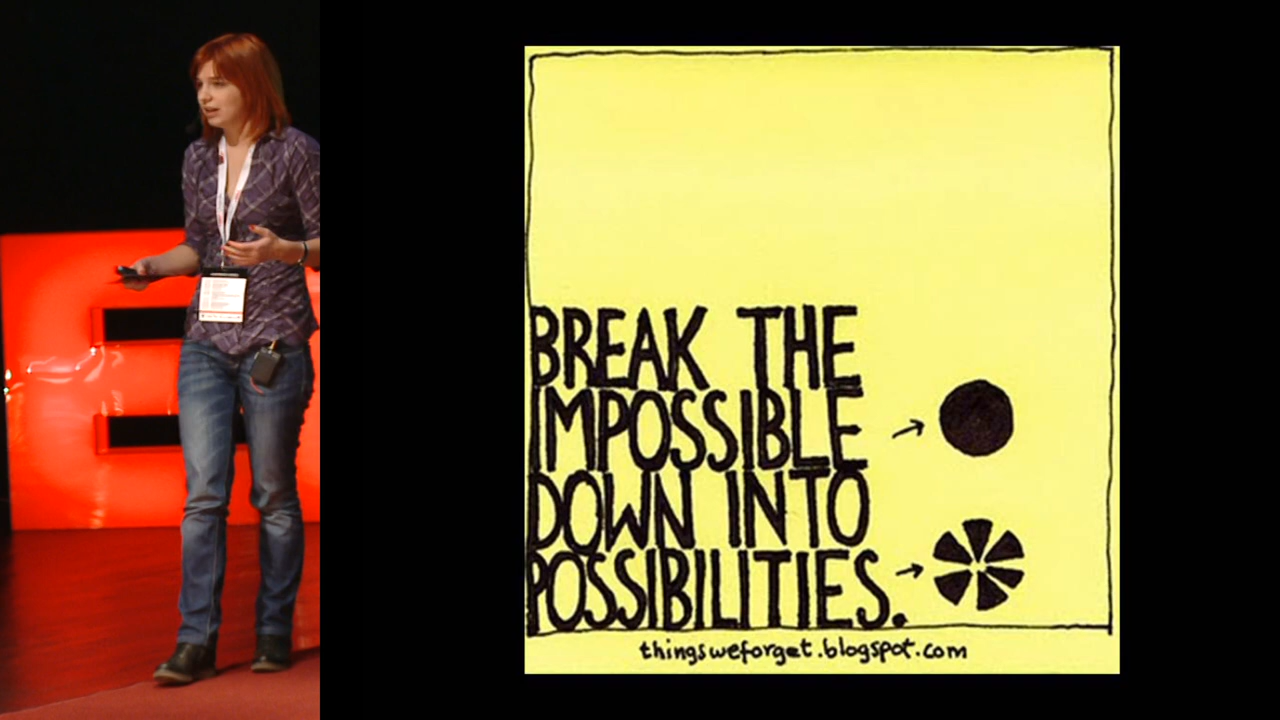 BREAK THE
IMPOSSIBLE
DOWN INTO
POSSIBILITIES.
thingsweforget.blogspot.com